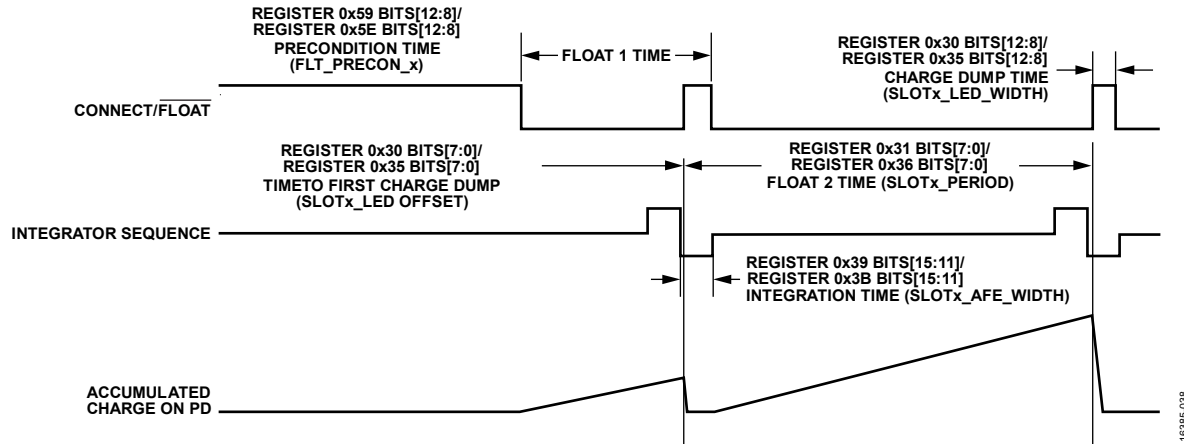 REGISTER 0x59 BITS[12:8]/
REGISTER 0x5E BITS[12:8]
PRECONDITION TIME
(FLT_PRECON_x)
FLOAT 1 TIME
REGISTER 0x30 BITS[12:8]/
REGISTER 0x35 BITS[12:8]
CHARGE DUMP TIME
(SLOTx_LED_WIDTH)
CONNECT/FLOAT
REGISTER 0x30 BITS[7:0]/
REGISTER 0x35 BITS[7:0]
TIMETO FIRST CHARGE DUMP
(SLOTx_LED OFFSET)
REGISTER 0x31 BITS[7:0]/
REGISTER 0x36 BITS[7:0]
FLOAT 2 TIME (SLOTx_PERIOD)
INTEGRATOR SEQUENCE
REGISTER 0x39 BITS[15:11]/
REGISTER 0x3B BITS[15:11]
INTEGRATION TIME (SLOTx_AFE_WIDTH)
ACCUMULATED
CHARGE ON PD
16285-038